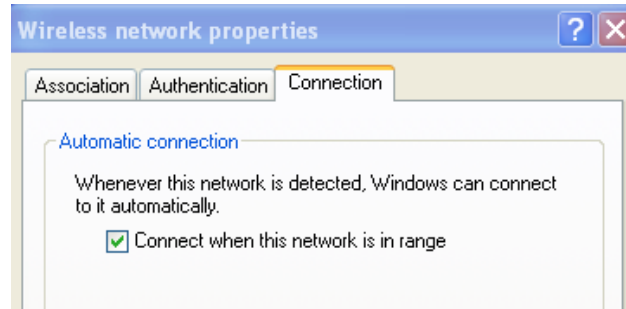 Wireless network properties
Association Authentication Connection
Automatic connection
Whenever this network is detected, Windows can connect
to it automatically.
Connect when this network is in range